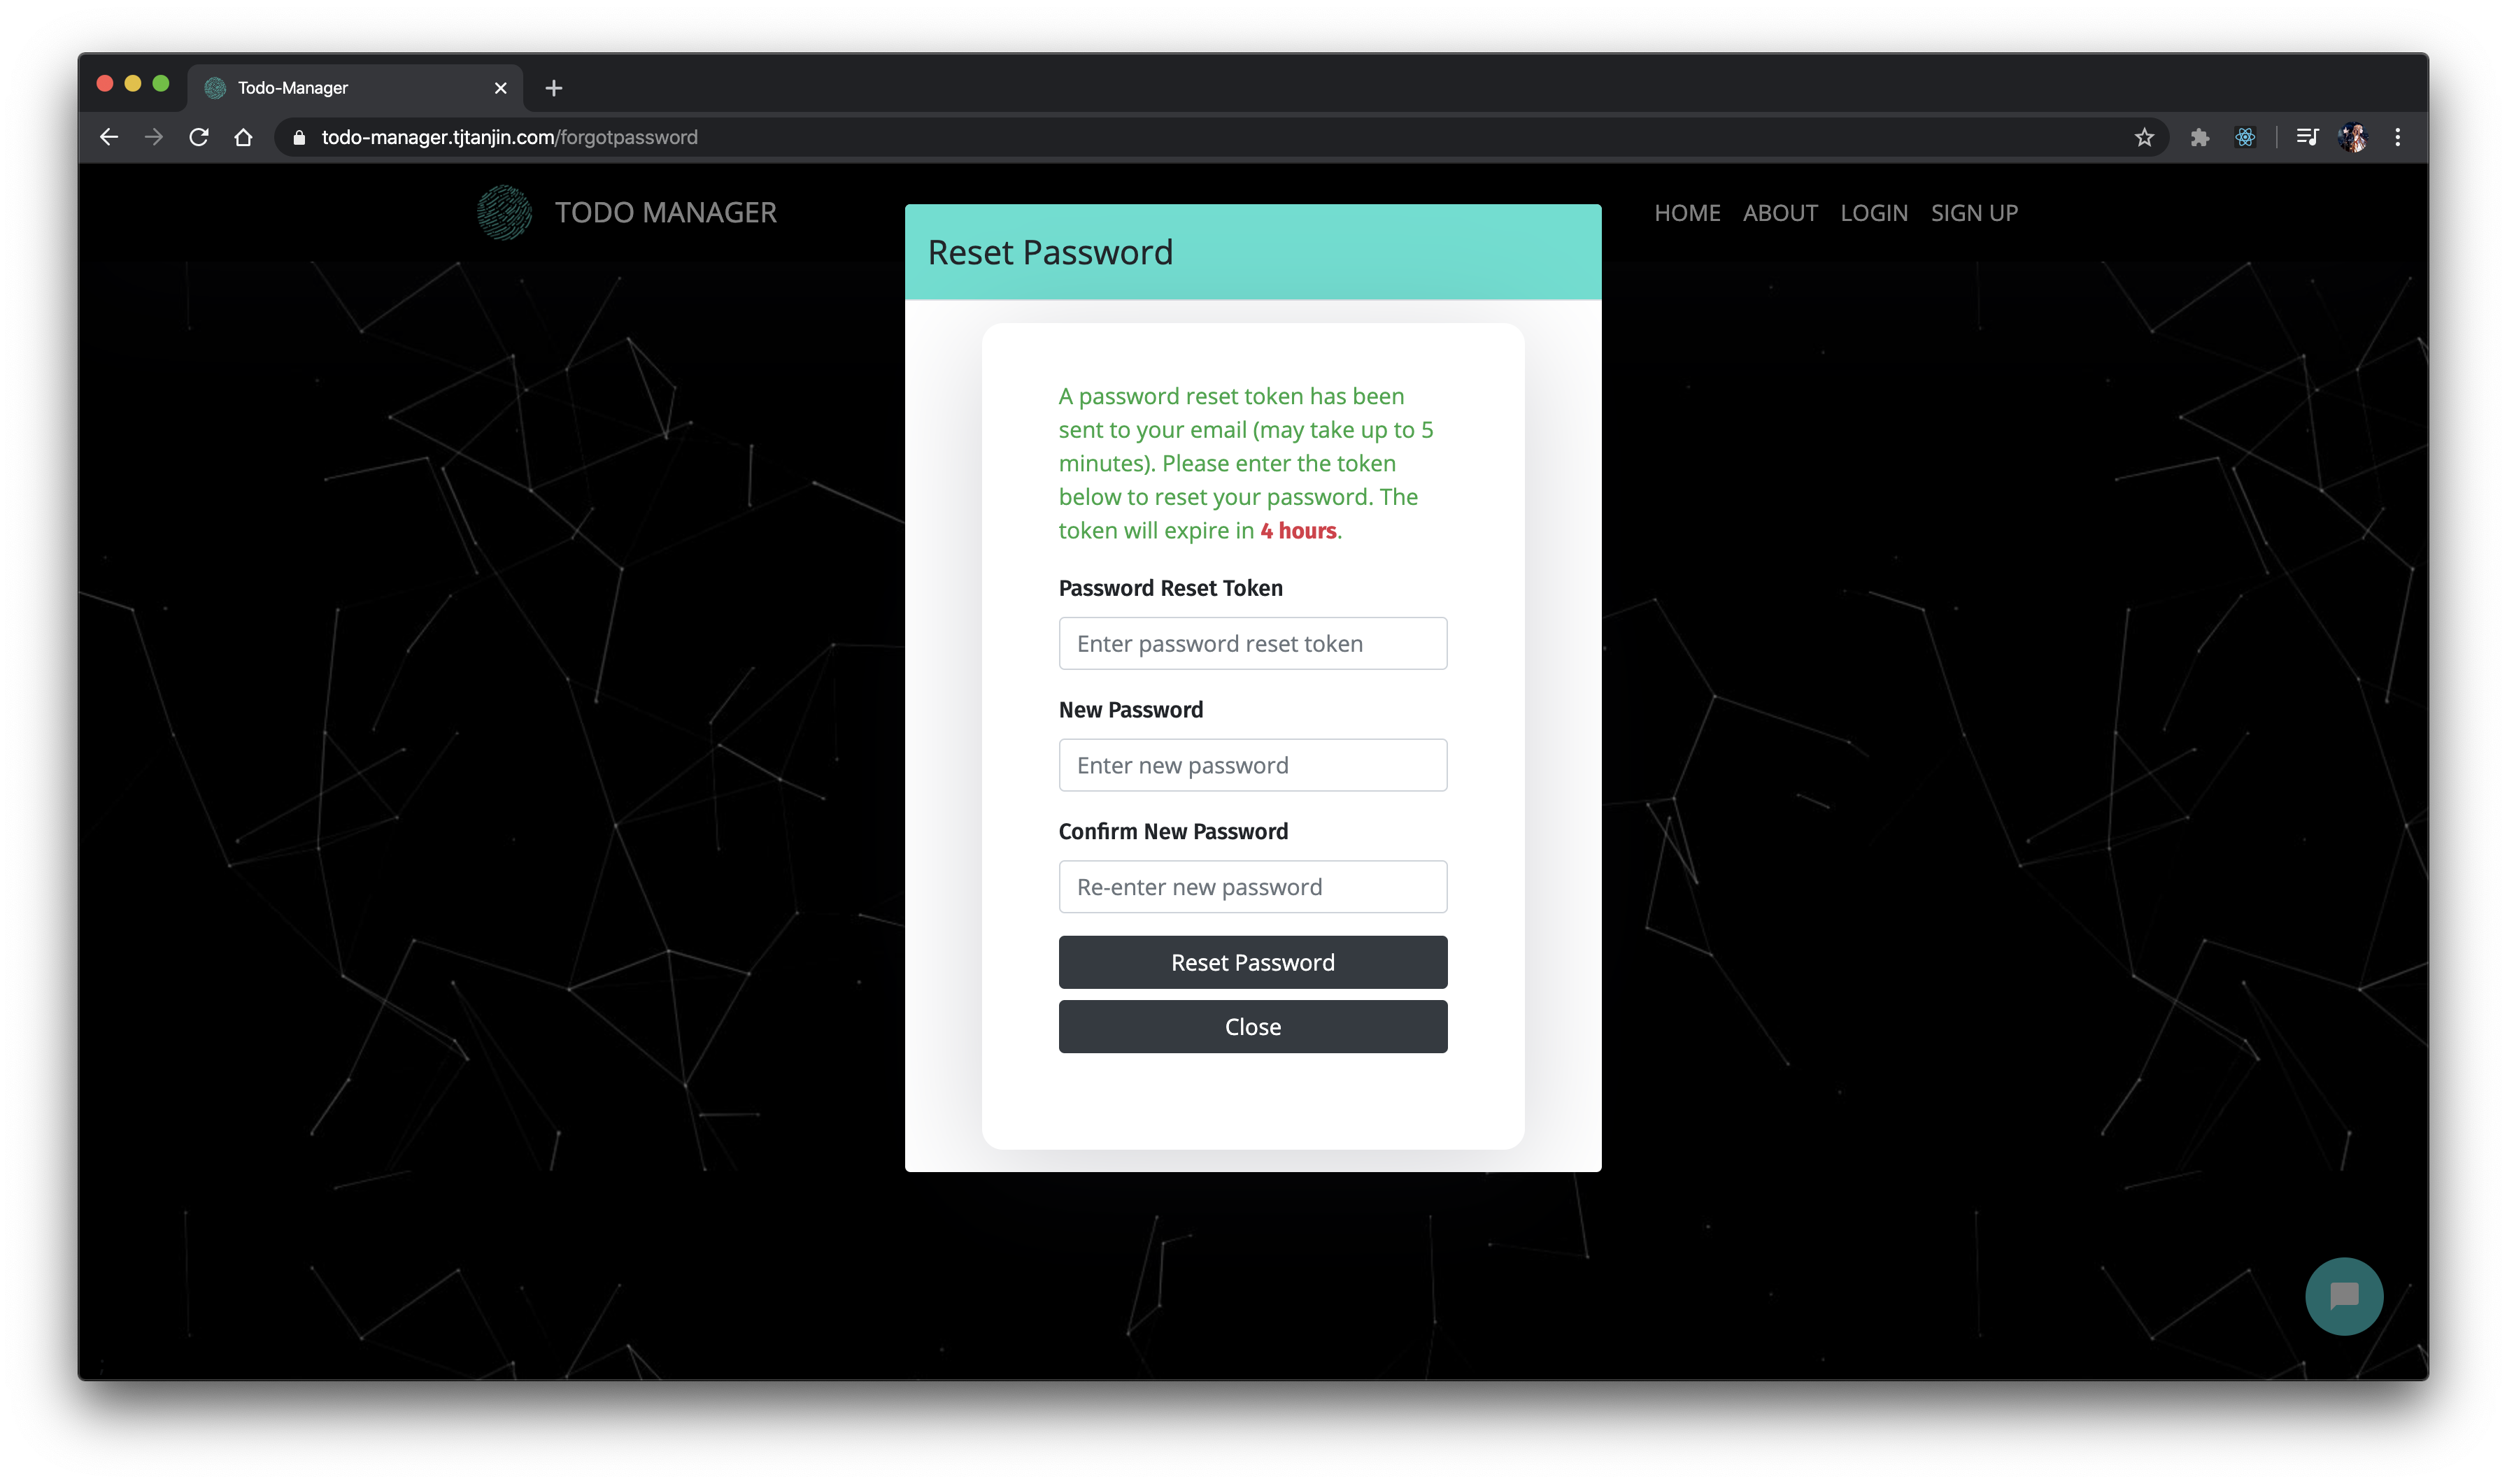 Todo-Manager
todo-manager.tjtanjin.com/forgotpassword
TODO MANAGER
HOME ABOUT LOGIN SIGN UP
Reset Password
A password reset token has been
sent to your email (may take up to 5
minutes). Please enter the token
below to reset your password. The
token will expire in 4 hours.
Password Reset Token
Enter password reset token
New Password
Enter new password
Confirm New Password
Re-enter new password
Reset Password
Close